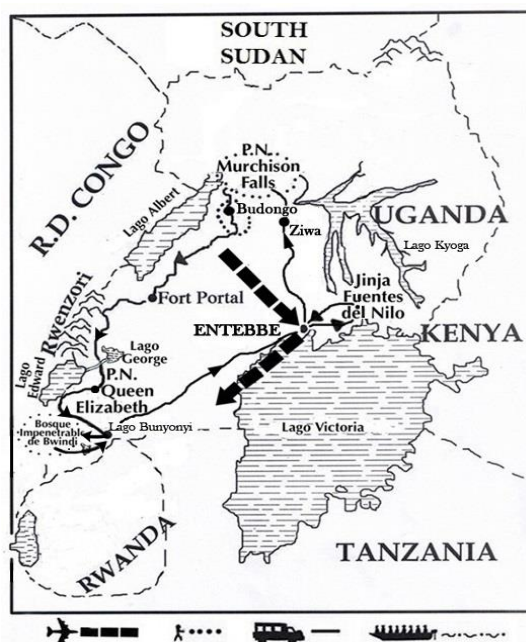 SOUTH
SUDAN
R.D. CONGO
P.N.
Murchison
Falls
Lago Albert
Budongo
Ziwa
UGANDA
Lago Kyoga
Rwenzori
Fort Portal
Jinja
Fuentes
del Nilo
ENTEBBE
KENYA
Lago
Edward
Lago
George
P.N.
Queen
Elizabeth
Lago Bunyonyi
Bosque
Impenetrable
de Bwindi
Lago Victoria
RWANDA
TANZANIA